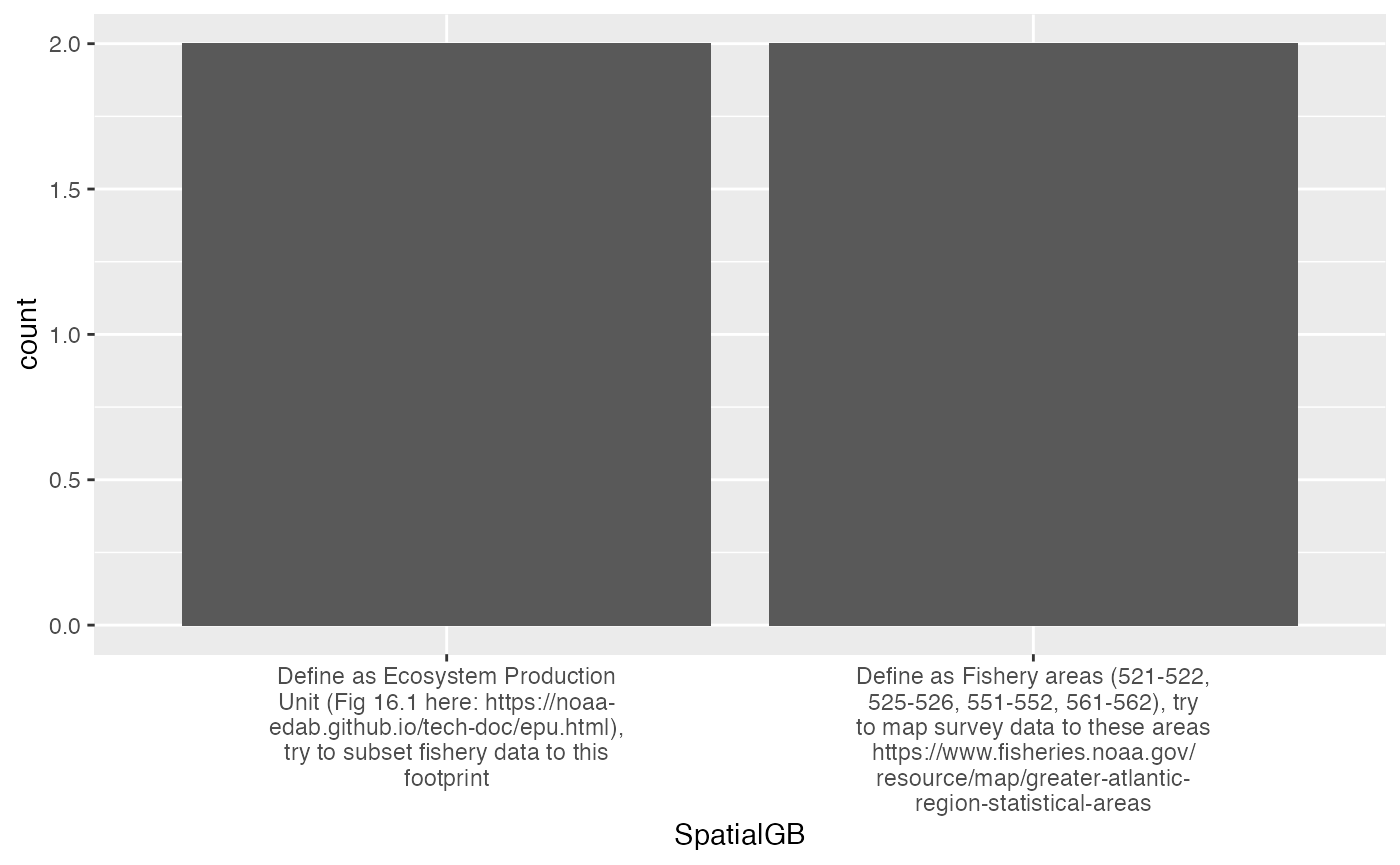 2.0
1.5
1.0
0.5
0.0
count
Define as Ecosystem Production
Unit (Fig 16.1 here: https://noaa-
edab.github.io/tech-doc/epu.html),
try to subset fishery data to this
footprint
Define as Fishery areas (521-522,
525-526, 551-552, 561-562), try
to map survey data to these areas
https://www.fisheries.noaa.gov/
resource/map/greater-atlantic-
region-statistical-areas
SpatialGB